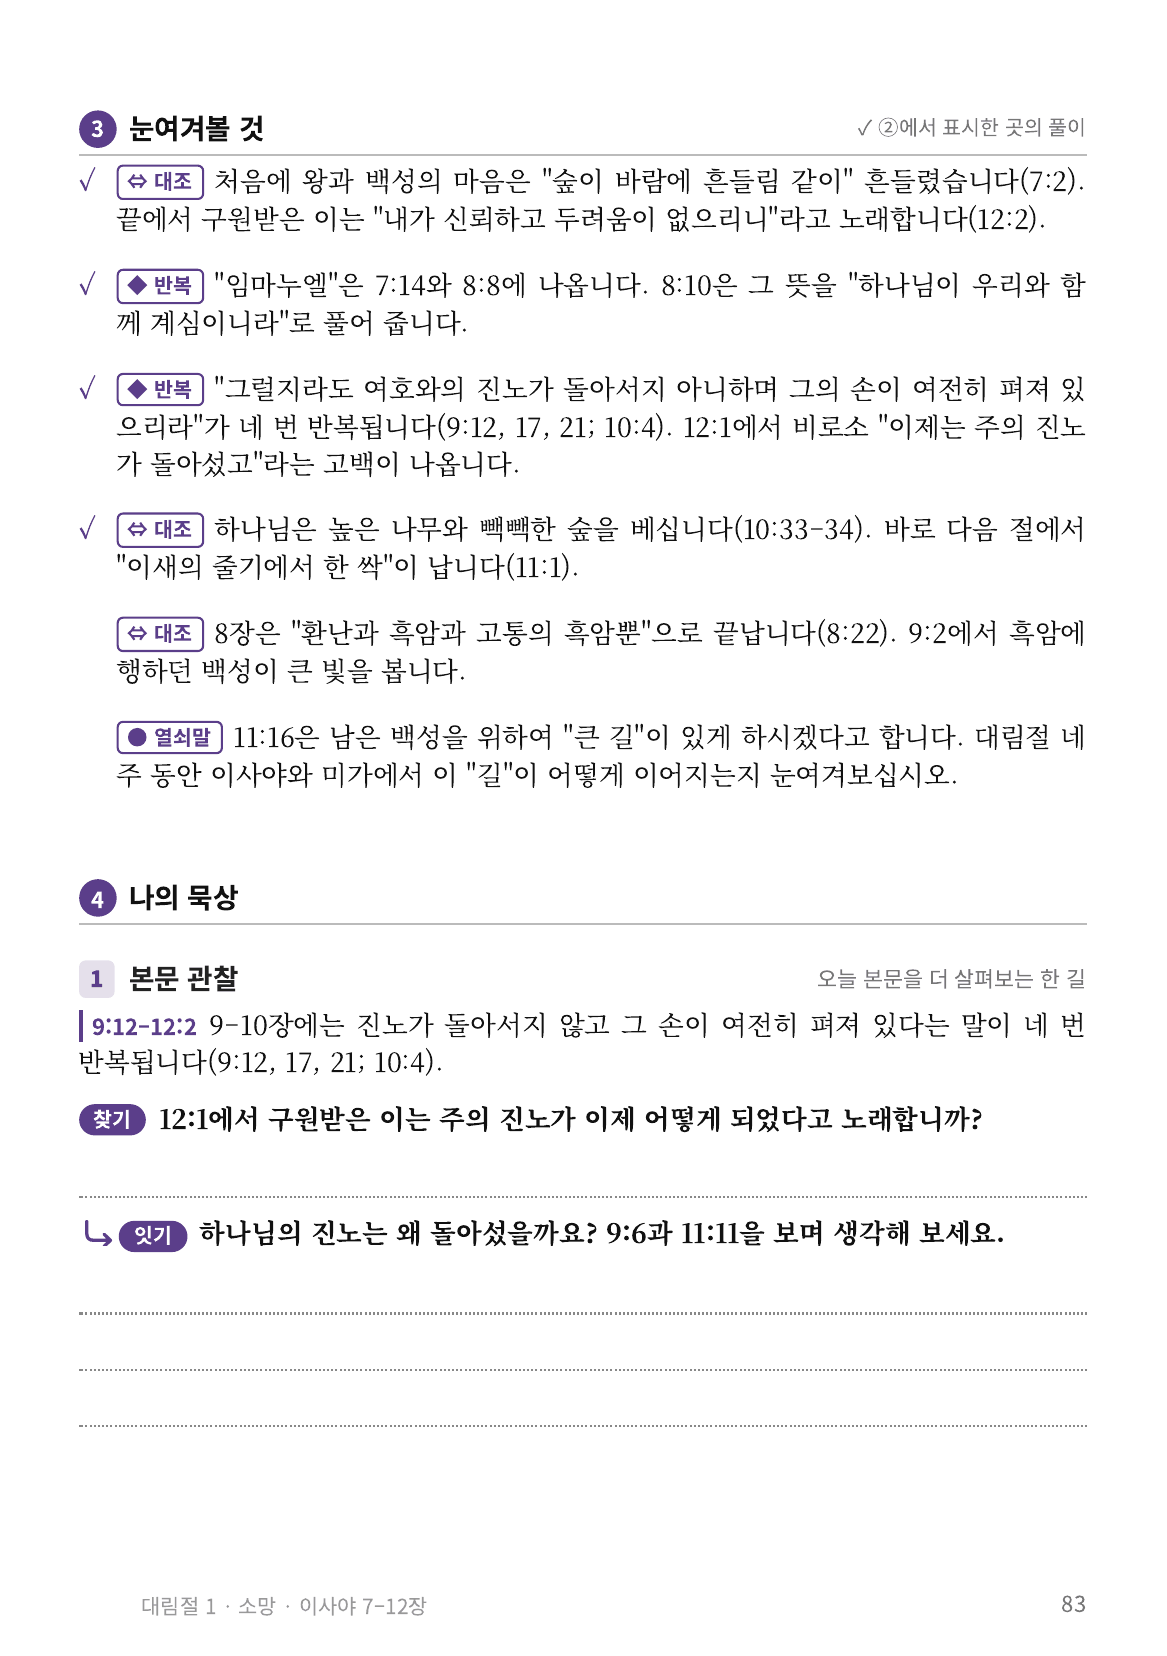 3 눈여겨볼 것
✓ ②에서 표시한 곳의 풀이
✓ ⇔ 대조 처음에 왕과 백성의 마음은 "숲이 바람에 흔들림 같이" 흔들렸습니다(7:2).
끝에서 구원받은 이는 "내가 신뢰하고 두려움이 없으리니"라고 노래합니다(12:2).
✓ ◆ 반복 "임마누엘"은 7:14와 8:8에 나옵니다. 8:10은 그 뜻을 "하나님이 우리와 함
께 계심이니라"로 풀어 줍니다.
✓ ◆ 반복 "그럴지라도 여호와의 진노가 돌아서지 아니하며 그의 손이 여전히 펴져 있
으리라"가 네 번 반복됩니다(9:12, 17, 21; 10:4). 12:1에서 비로소 "이제는 주의 진노
가 돌아섰고"라는 고백이 나옵니다.
✓ ⇔ 대조 하나님은 높은 나무와 빽빽한 숲을 베십니다(10:33–34). 바로 다음 절에서
"이새의 줄기에서 한 싹"이 납니다(11:1).
⇔ 대조 8장은 "환난과 흑암과 고통의 흑암뿐"으로 끝납니다(8:22). 9:2에서 흑암에
행하던 백성이 큰 빛을 봅니다.
● 열쇠말 11:16은 남은 백성을 위하여 "큰 길"이 있게 하시겠다고 합니다. 대림절 네
주 동안 이사야와 미가에서 이 "길"이 어떻게 이어지는지 눈여겨보십시오.
4 나의 묵상
1 본문 관찰
오늘 본문을 더 살펴보는 한 길
9:12–12:2 9–10장에는 진노가 돌아서지 않고 그 손이 여전히 펴져 있다는 말이 네 번
반복됩니다(9:12, 17, 21; 10:4).
찾기 12:1에서 구원받은 이는 주의 진노가 이제 어떻게 되었다고 노래합니까?
잇기 하나님의 진노는 왜 돌아섰을까요? 9:6과 11:11을 보며 생각해 보세요.
대림절 1 · 소망 · 이사야 7–12장
83